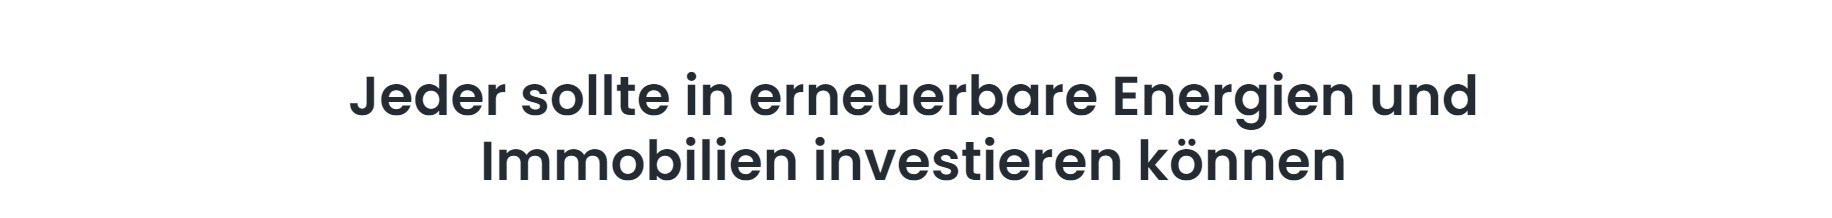 Jeder sollte in erneuerbare Energien und
Immobilien investieren können